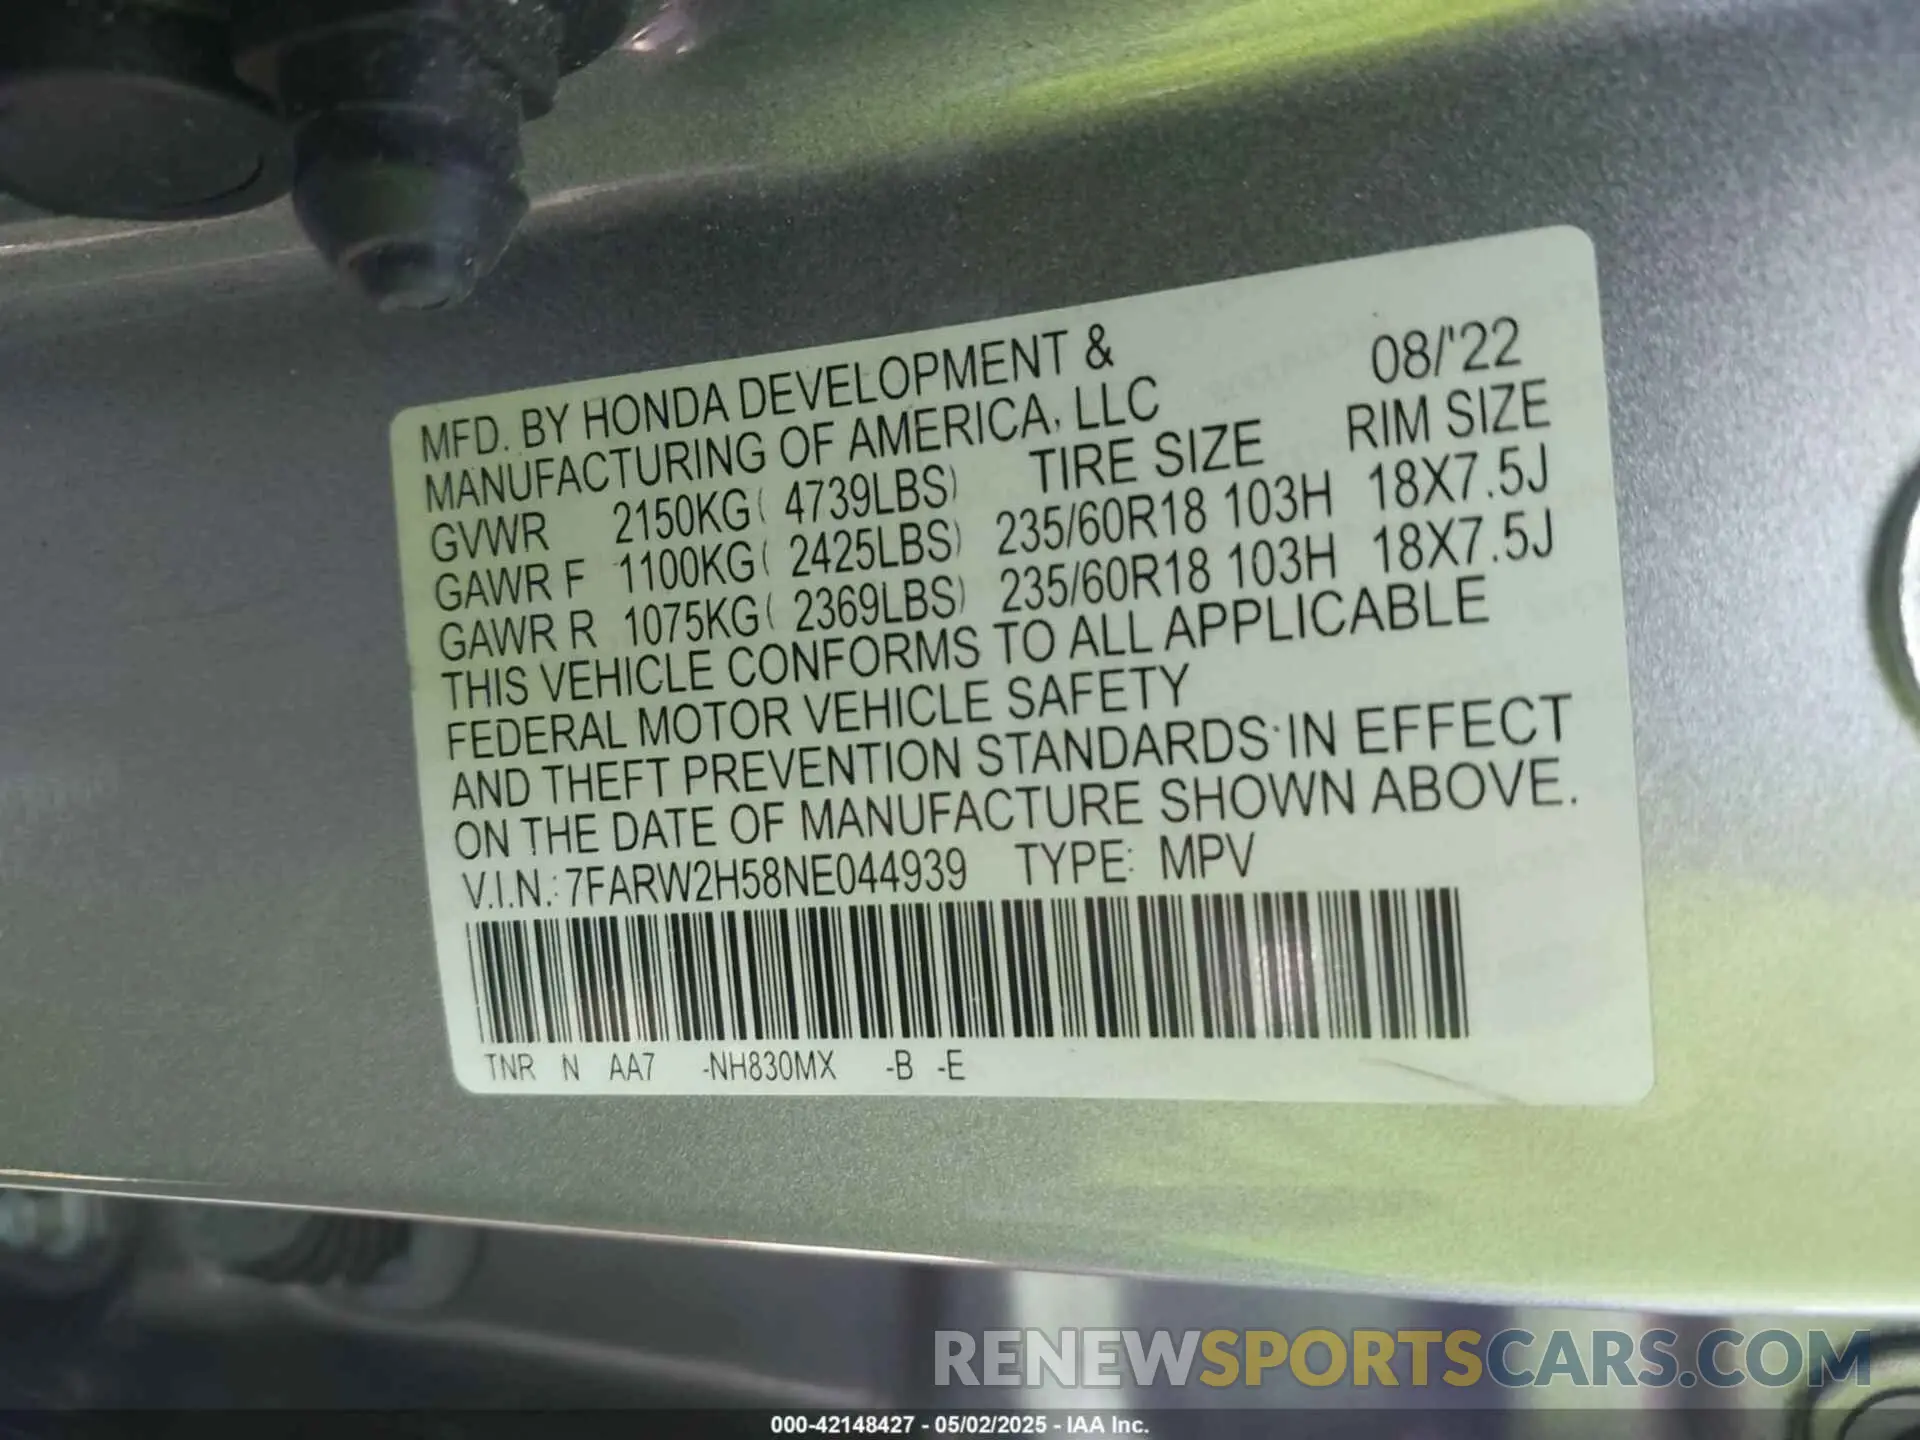 MFD. BY HONDA DEVELOPMENT & 08/'22
MANUFACTURING OF AMERICA, LLC RIM SIZE
GVWR 2150KG( 4739LBS) TIRE SIZE
GAWR F 1100KG( 2425LBS) 235/60R18 103H 18X7.5J
GAWR R 1075KG( 2369LBS) 235/60R18 103H 18X7.5J
THIS VEHICLE CONFORMS TO ALL APPLICABLE
FEDERAL MOTOR VEHICLE SAFETY
AND THEFT PREVENTION STANDARDS IN EFFECT
ON THE DATE OF MANUFACTURE SHOWN ABOVE.
V.I.N.: 7FARW2H58NE044939 TYPE: MPV
TNR N AA7 -NH830MX -B -E
RENEWSPORTSCARS.COM
000-42148427 - 05/02/2025 - IAA Inc.